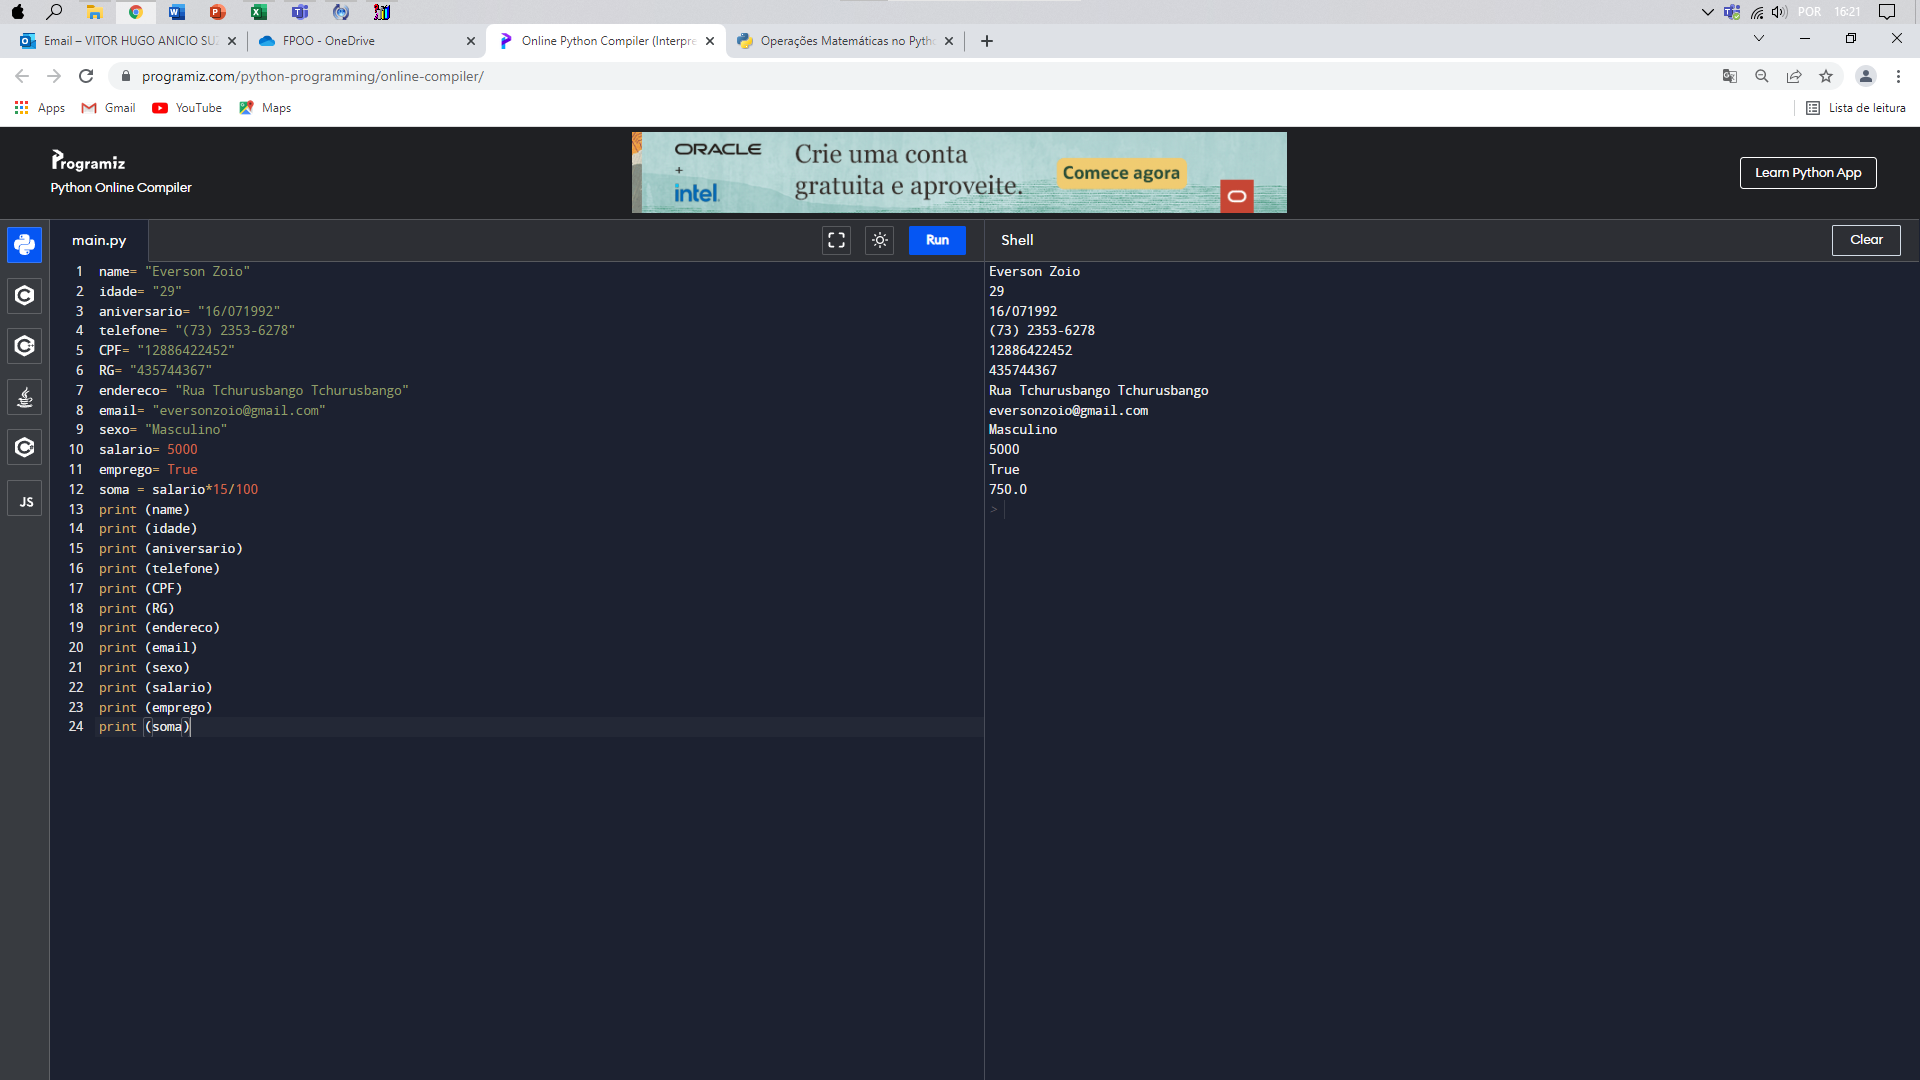 POR 16:21
Email – VITOR HUGO ANICIO SUZ
FPOO - OneDrive
Online Python Compiler (Interpre
Operações Matemáticas no Pytho
programiz.com/python-programming/online-compiler/
Apps
Gmail
YouTube
Maps
Lista de leitura
Programiz
Python Online Compiler
ORACLE
+
intel.
Crie uma conta
gratuita e aproveite.
Comece agora
Learn Python App
main.py
Run
Shell
Clear
JS
1 name= "Everson Zoio"
2 idade= "29"
3 aniversario= "16/071992"
4 telefone= "(73) 2353-6278"
5 CPF= "12886422452"
6 RG= "435744367"
7 endereco= "Rua Tchurusbango Tchurusbango"
8 email= "eversonzoio@gmail.com"
9 sexo= "Masculino"
10 salario= 5000
11 emprego= True
12 soma = salario*15/100
13 print (name)
14 print (idade)
15 print (aniversario)
16 print (telefone)
17 print (CPF)
18 print (RG)
19 print (endereco)
20 print (email)
21 print (sexo)
22 print (salario)
23 print (emprego)
24 print (soma)
Everson Zoio
29
16/071992
(73) 2353-6278
12886422452
435744367
Rua Tchurusbango Tchurusbango
eversonzoio@gmail.com
Masculino
5000
True
750.0
>